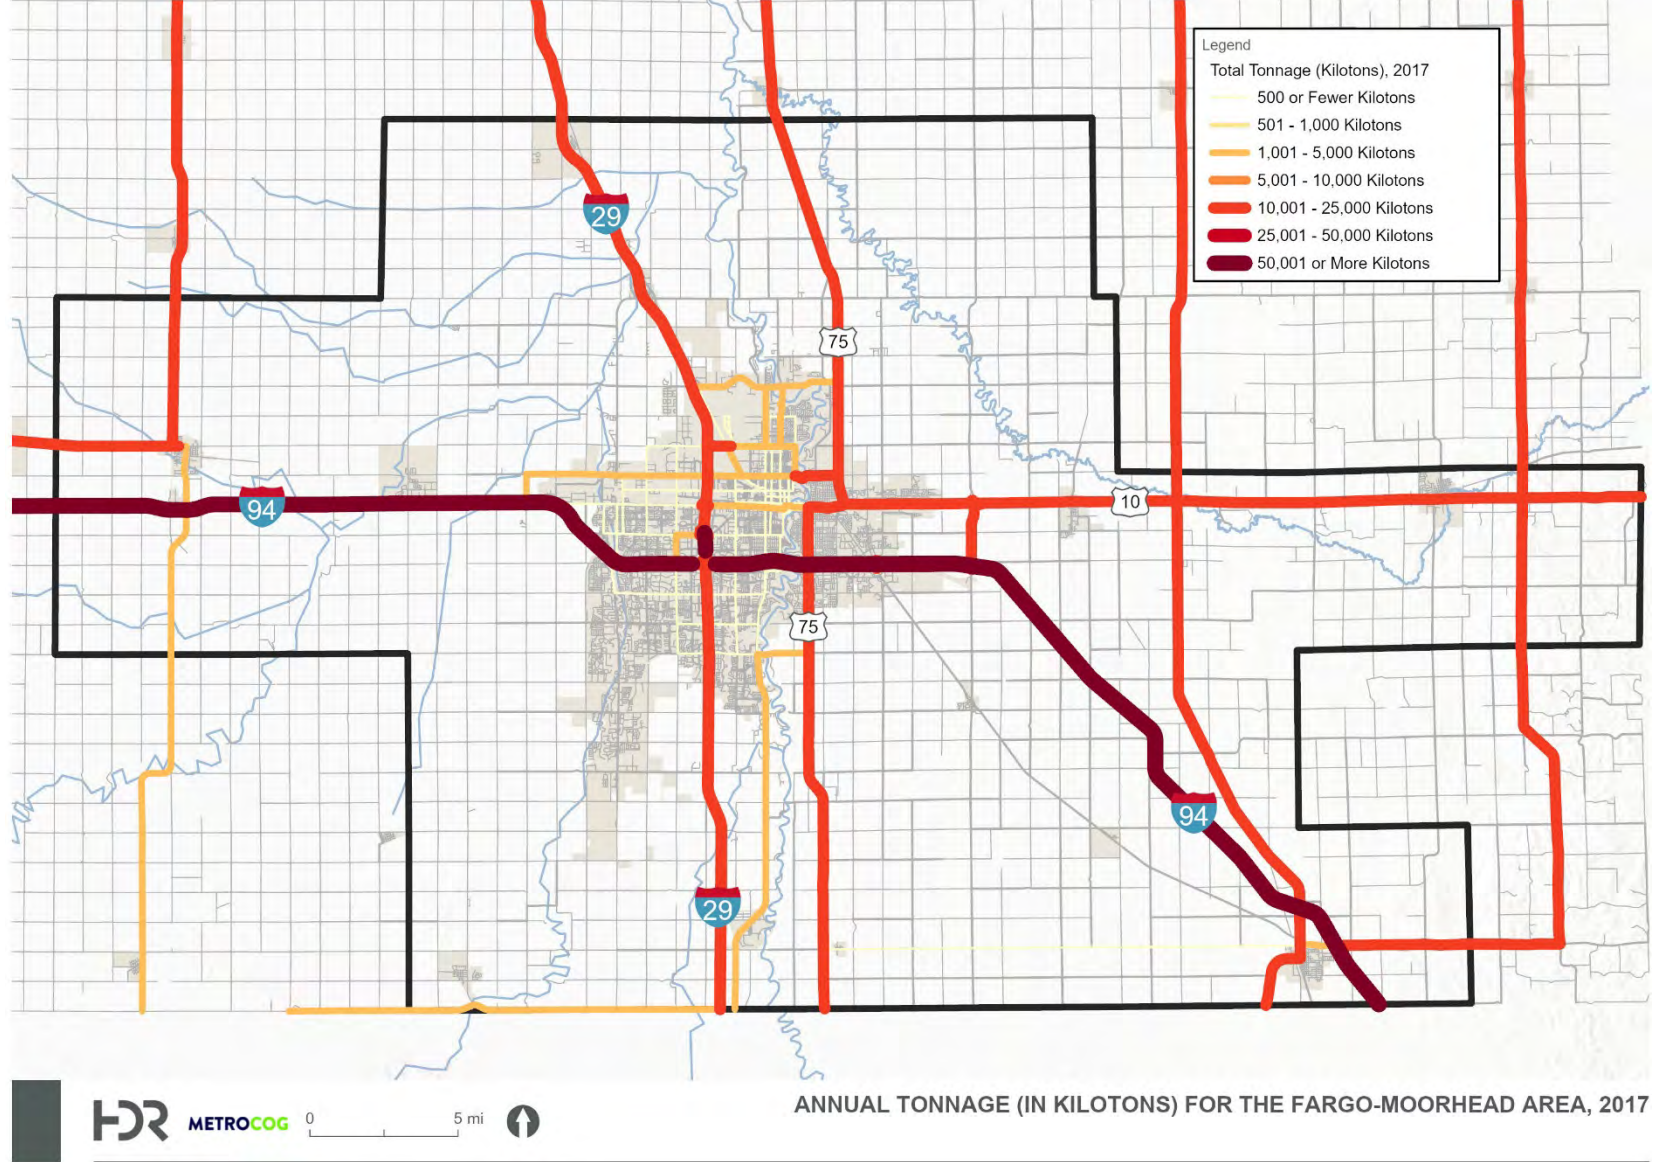 Legend
Total Tonnage (Kilotons), 2017
500 or Fewer Kilotons
501 - 1,000 Kilotons
1,001 - 5,000 Kilotons
5,001 - 10,000 Kilotons
10,001 - 25,000 Kilotons
25,001 - 50,000 Kilotons
50,001 or More Kilotons
29
75
94
10
75
94
29
HDR
METROCOG
0
5 mi
ANNUAL TONNAGE (IN KILOTONS) FOR THE FARGO-MOORHEAD AREA, 2017